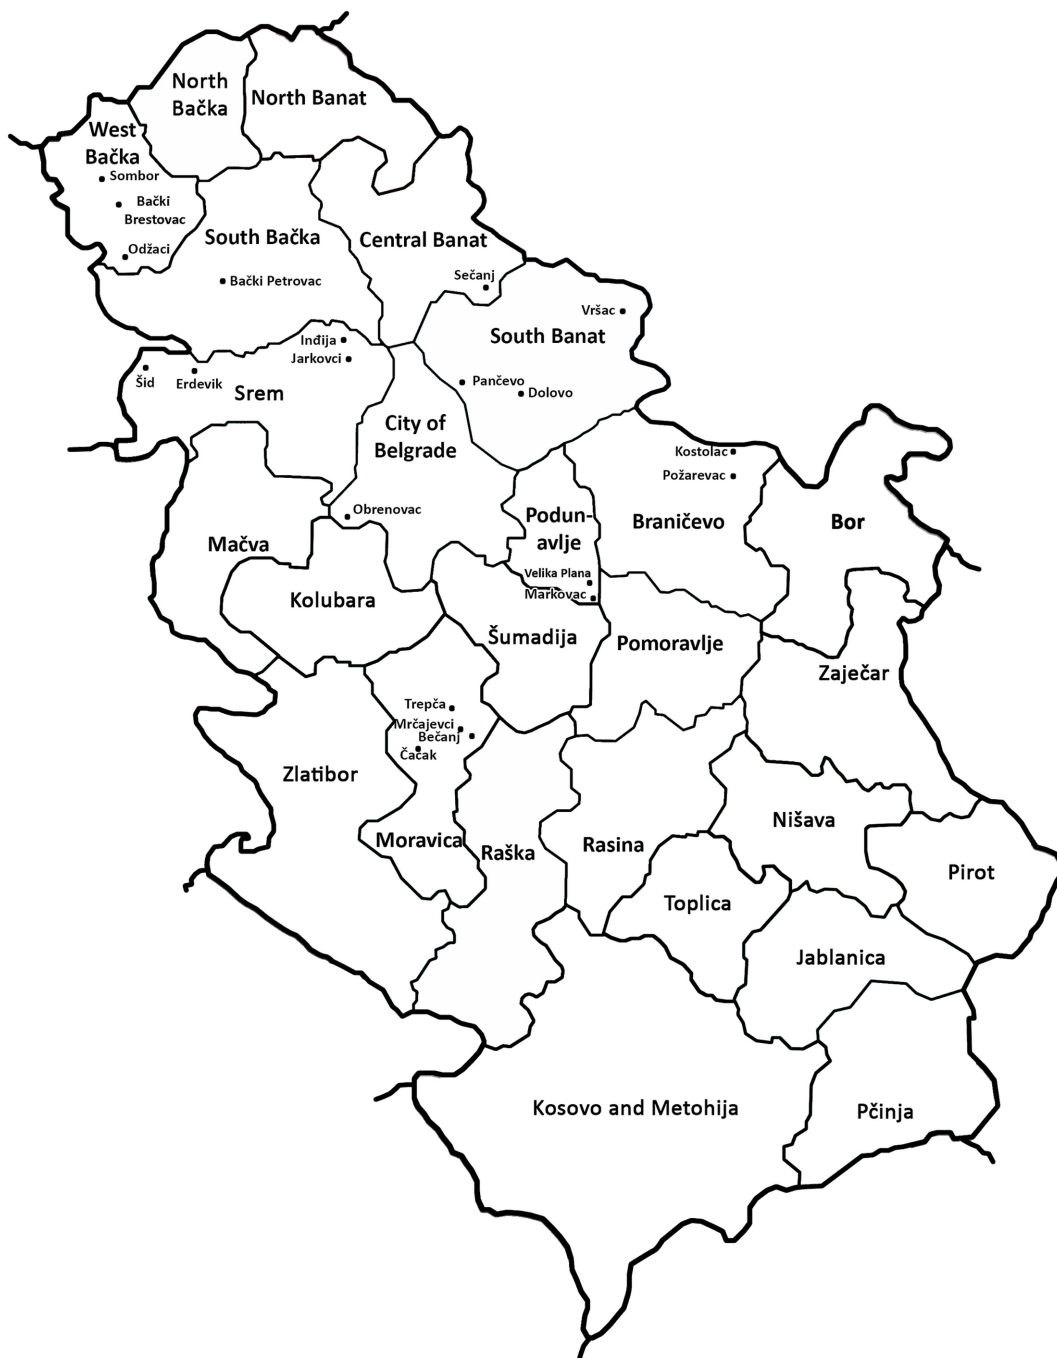 North
Bačka
North Banat
West
Bačka
Sombor
Bački
Brestovac
Odžaci
South Bačka
Bački Petrovac
Central Banat
Sečanj
Vršac
South Banat
Pančevo
Dolovo
Inđija
Jarkovci
Šid
Erdevik
Srem
City of
Belgrade
Obrenovac
Kostolac
Požarevac
Braničevo
Bor
Podun-
avlje
Velika Plana
Markovac
Mačva
Kolubara
Šumadija
Pomoravlje
Zaječar
Trepča
Mrčajevci
Bečanj
Čačak
Zlatibor
Moravica
Raška
Rasina
Nišava
Pirot
Toplica
Jablanica
Kosovo and Metohija
Pčinja